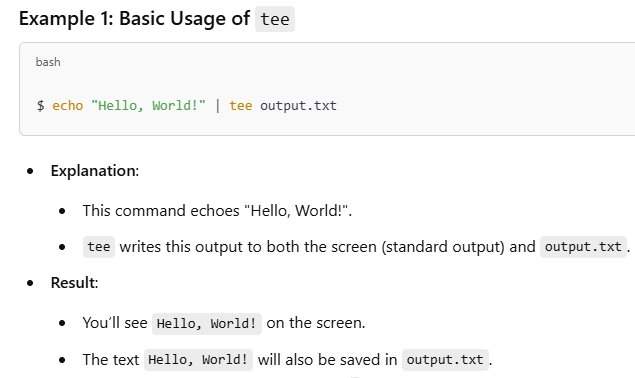 Example 1: Basic Usage of tee
bash
$ echo "Hello, World!" | tee output.txt
• Explanation:
• This command echoes "Hello, World!".
• tee writes this output to both the screen (standard output) and output.txt.
• Result:
• You’ll see Hello, World! on the screen.
• The text Hello, World! will also be saved in output.txt.